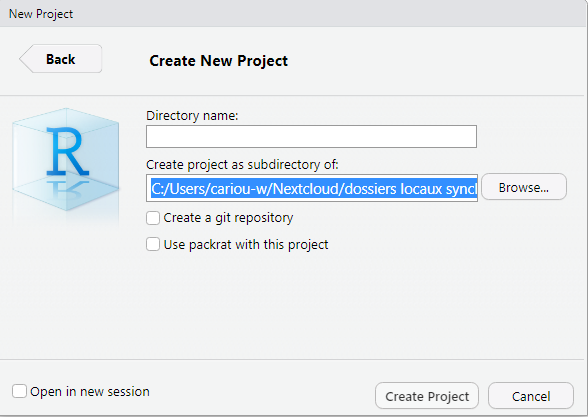 New Project
Back
Create New Project
R
Directory name:
Create project as subdirectory of:
C:/Users/cariou-w/Nextcloud/dossiers locaux syncl
Browse...
Create a git repository
Use packrat with this project
Open in new session
Create Project
Cancel